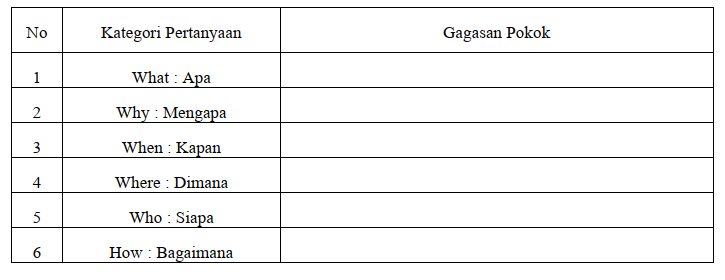 No Kategori Pertanyaan Gagasan Pokok
1 What : Apa
2 Why : Mengapa
3 When : Kapan
4 Where : Dimana
5 Who : Siapa
6 How : Bagaimana